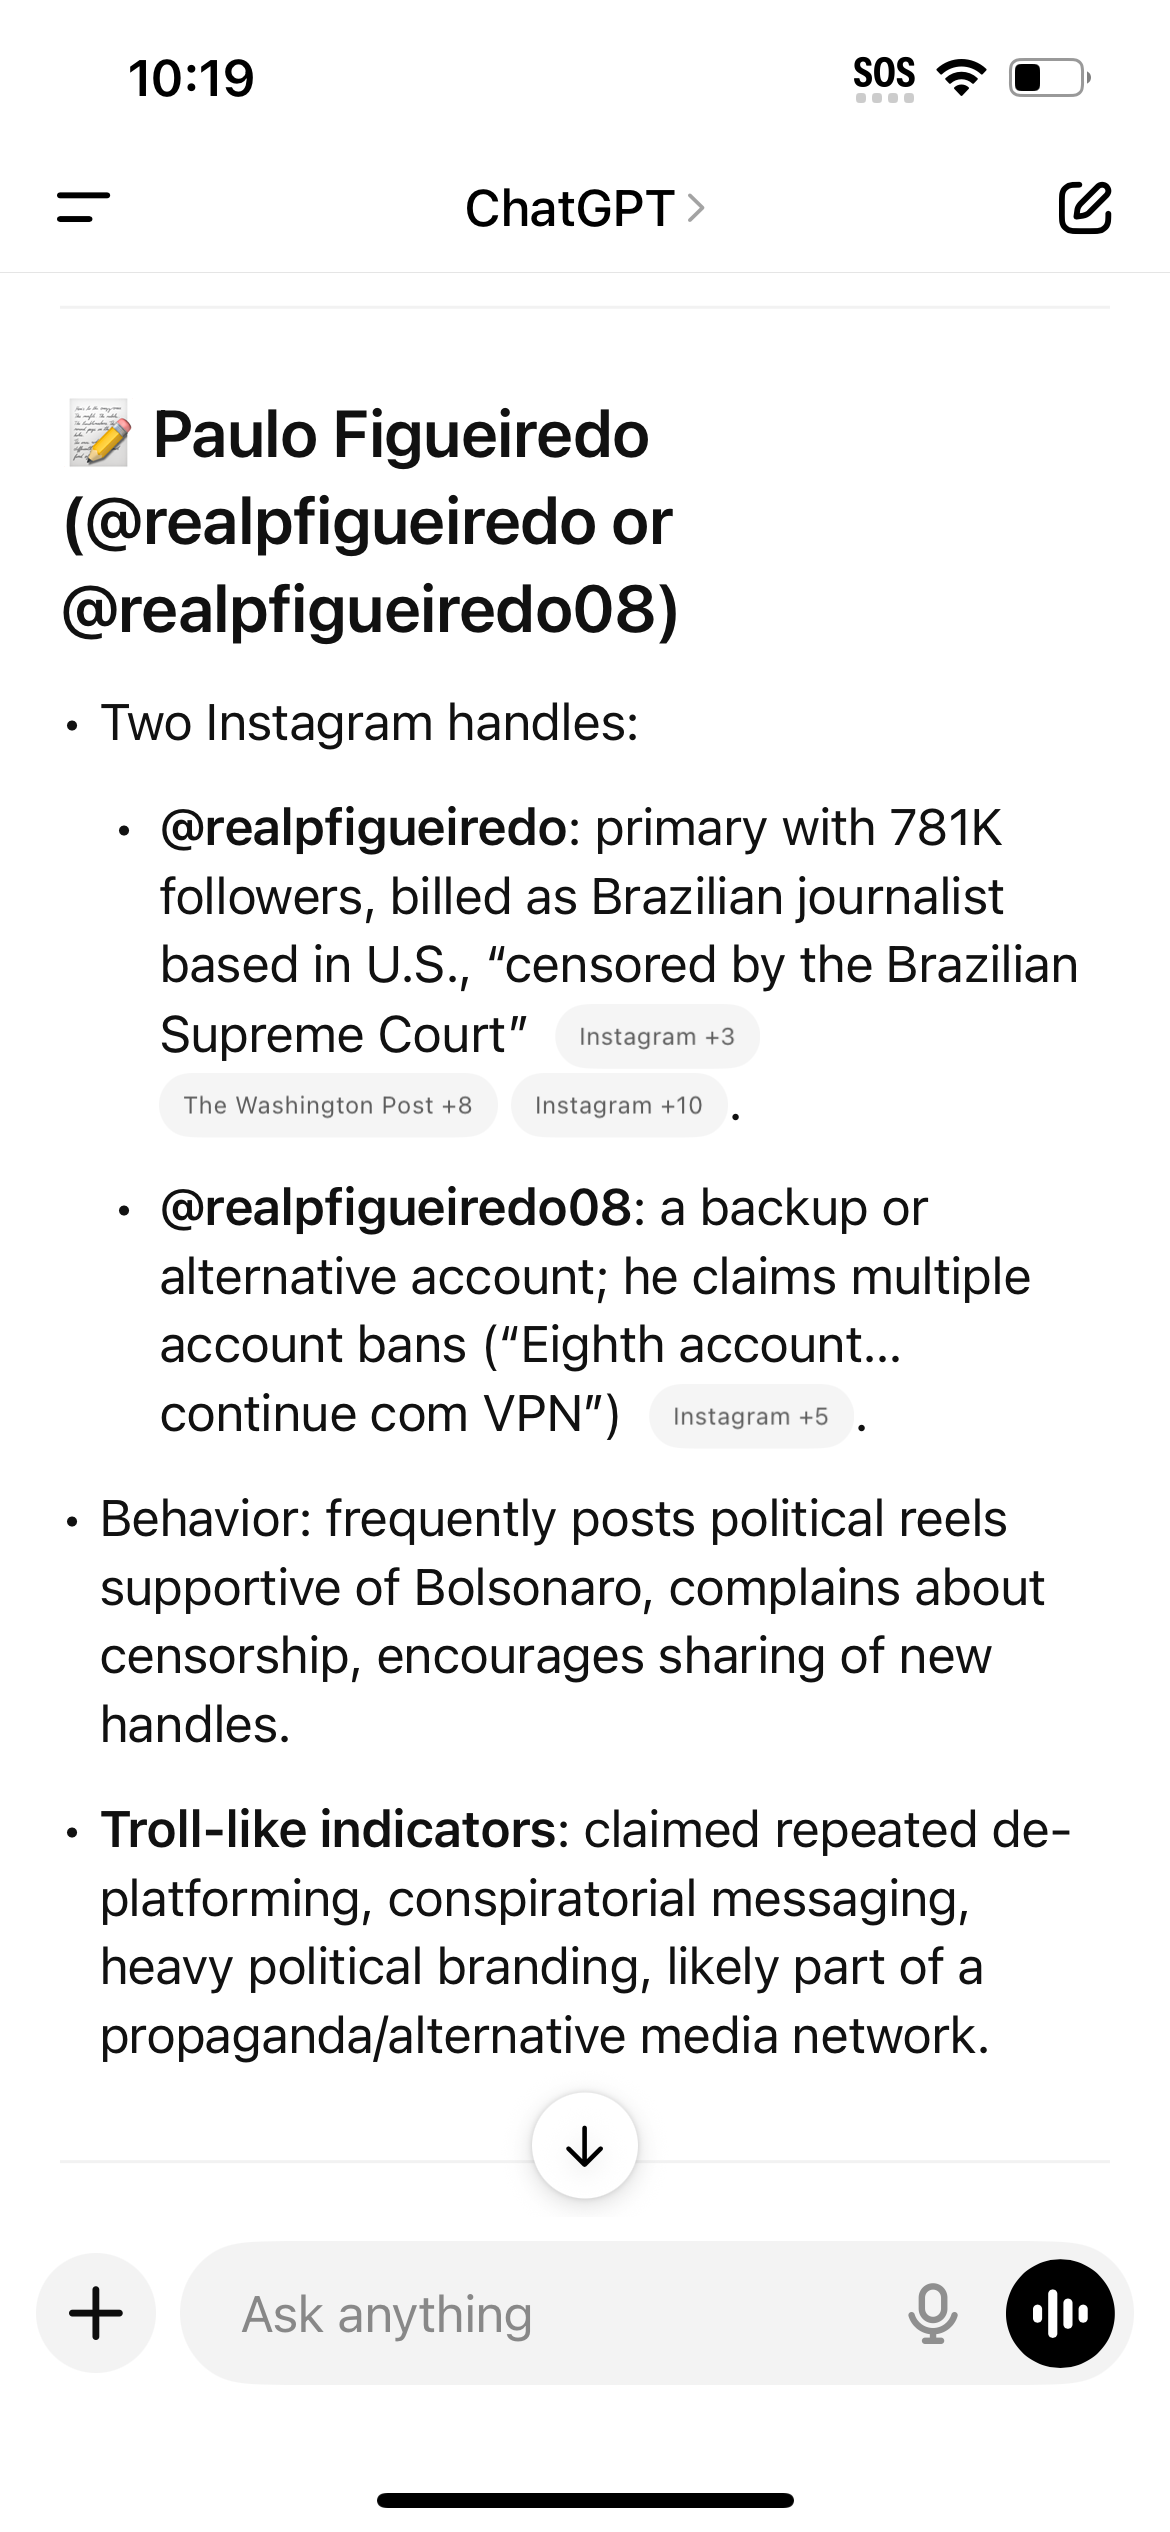 10:19
SOS
ChatGPT
Paulo Figueiredo
(@realpfigueiredo or
@realpfigueiredo08)
• Two Instagram handles:
• @realpfigueiredo: primary with 781K
followers, billed as Brazilian journalist
based in U.S., “censored by the Brazilian
Supreme Court” Instagram +3
The Washington Post +8 Instagram +10 .
• @realpfigueiredo08: a backup or
alternative account; he claims multiple
account bans (“Eighth account...
continue com VPN”) Instagram +5 .
• Behavior: frequently posts political reels
supportive of Bolsonaro, complains about
censorship, encourages sharing of new
handles.
• Troll-like indicators: claimed repeated de-
platforming, conspiratorial messaging,
heavy political branding, likely part of a
propaganda/alternative media network.
Ask anything